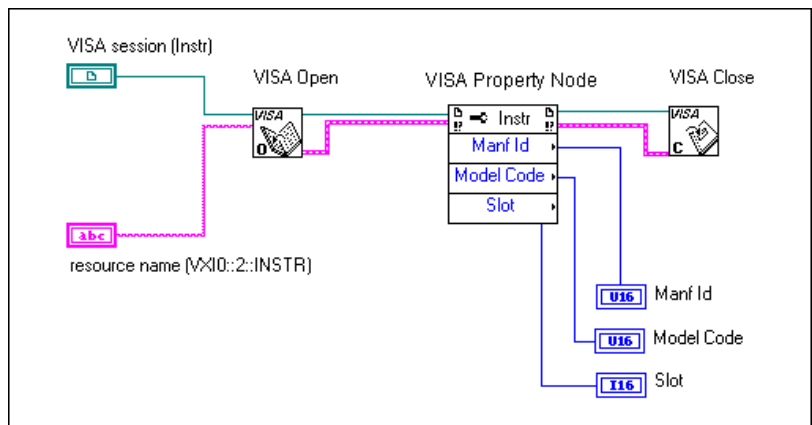 VISA session (Instr)
VISA Open
VISA Property Node
VISA Close
VISA
O
Instr
VISA
C
Manf Id
Model Code
Slot
abc
resource name (VXI0::2::INSTR)
U16 Manf Id
U16 Model Code
I16 Slot